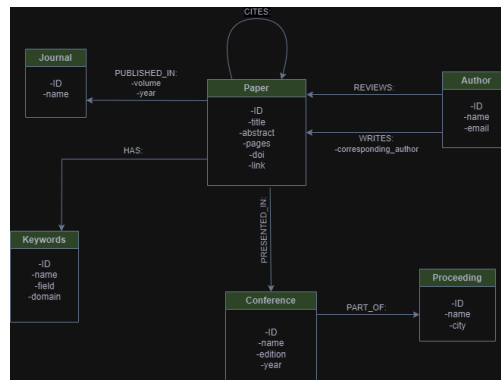 CITES:
Journal
-ID
-name
PUBLISHED_IN:
-volume
-year
Paper
-ID
-title
-abstract
-pages
-doi
-link
REVIEWS:
WRITES:
-corresponding_author
Author
-ID
-name
-email
HAS:
Keywords
-ID
-name
-field
-domain
PRESENTED_IN:
Conference
-ID
-name
-edition
-year
PART_OF:
Proceeding
-ID
-name
-city